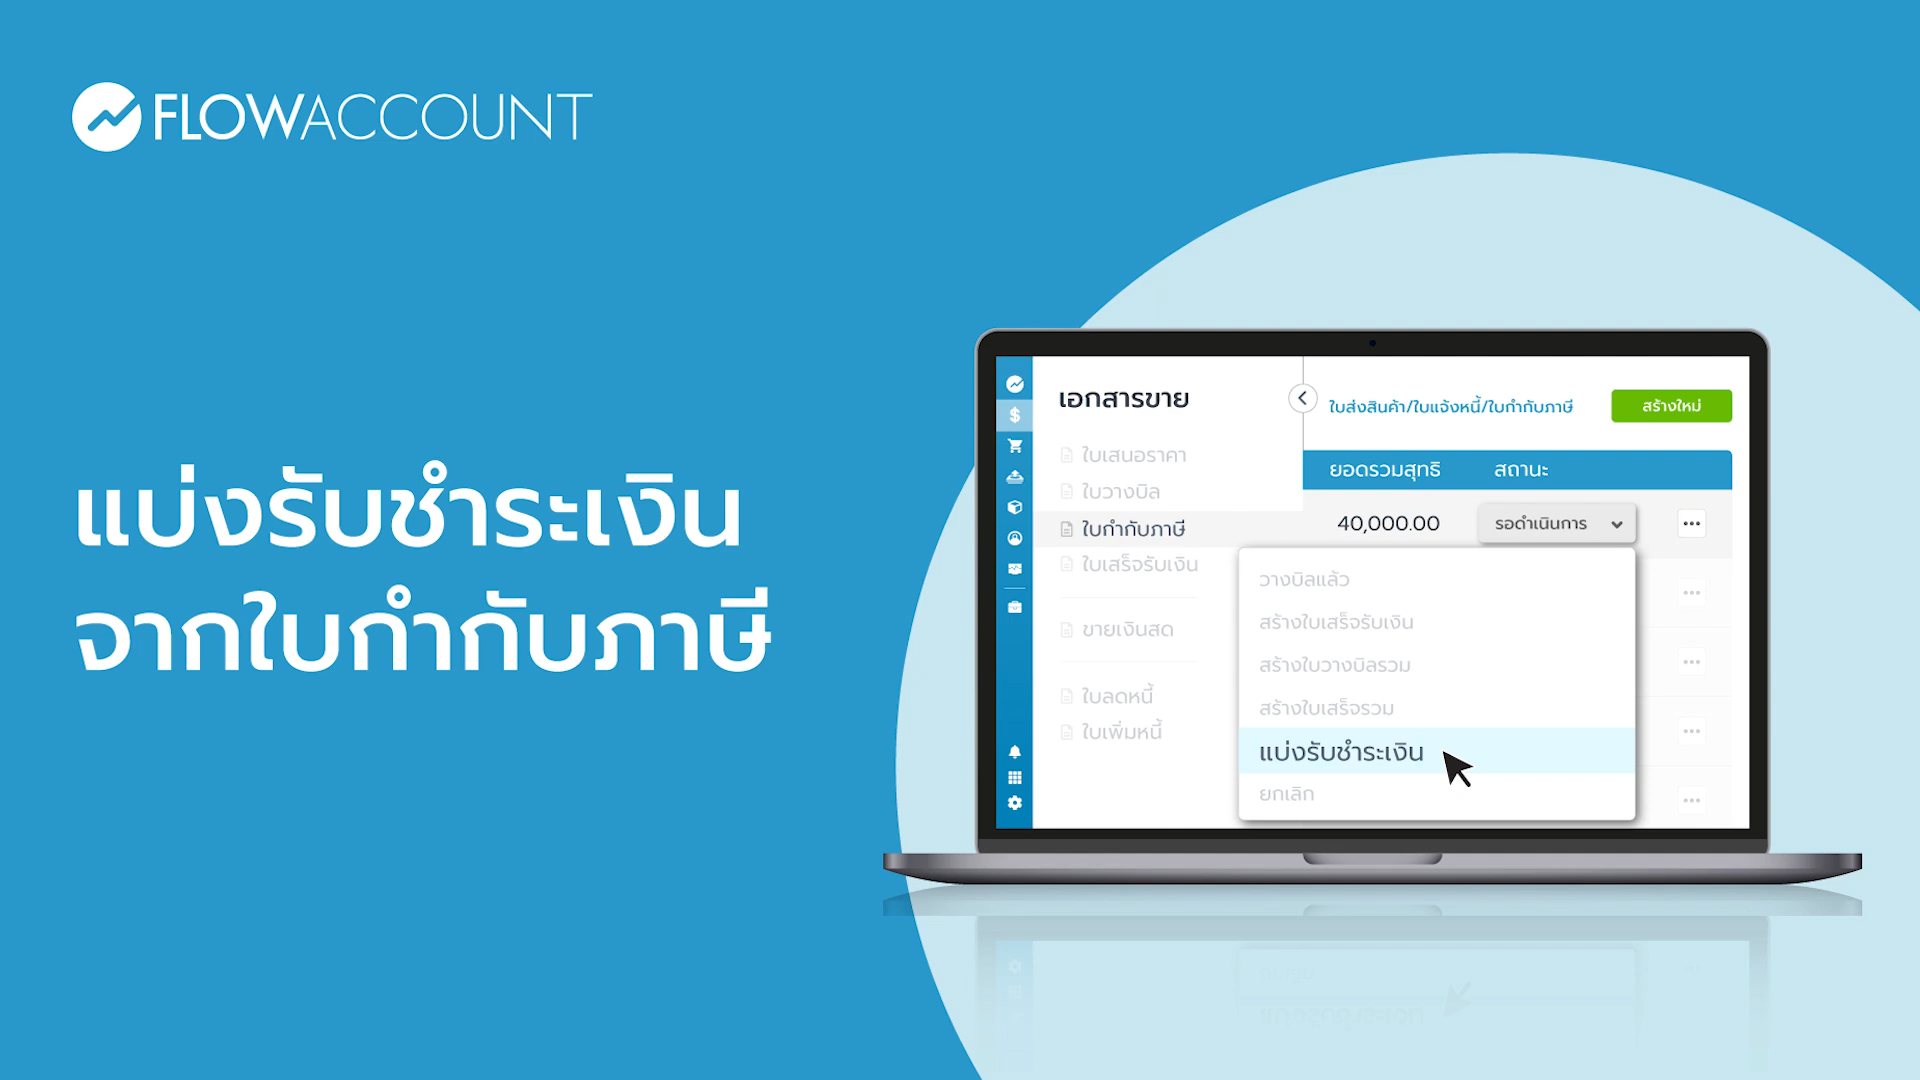 FLOWACCOUNT
แบ่งรับชำระเงิน
จากใบกำกับภาษี
เอกสารขาย
ใบเสนอราคา
ใบวางบิล
ใบกำกับภาษี
ใบเสร็จรับเงิน
ขายเงินสด
ใบลดหนี้
ใบเพิ่มหนี้
ใบส่งสินค้า/ใบแจ้งหนี้/ใบกำกับภาษี
สร้างใหม่
ยอดรวมสุทธิ สถานะ
40,000.00 รอดำเนินการ
วางบิลแล้ว
สร้างใบเสร็จรับเงิน
สร้างใบวางบิลรวม
สร้างใบเสร็จรวม
แบ่งรับชำระเงิน
ยกเลิก